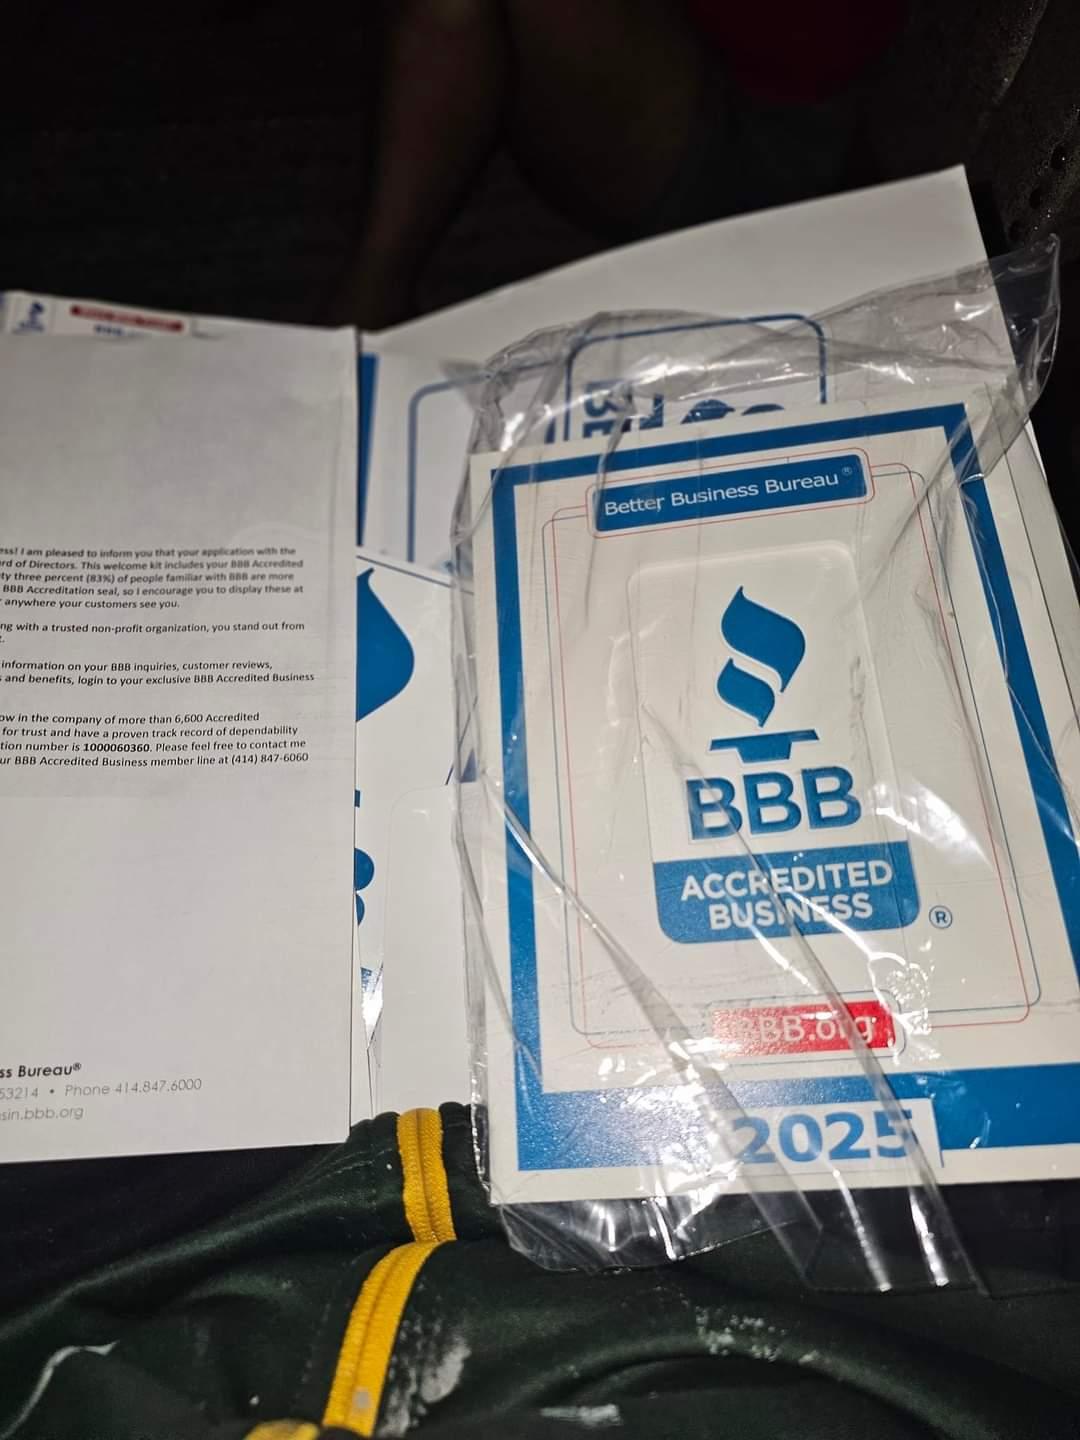 ess! I am pleased to inform you that your application with the
rd of Directors. This welcome kit includes your BBB Accredited
ty three percent (83%) of people familiar with BBB are more
BBB Accreditation seal, so I encourage you to display these at
anywhere your customers see you.
ng with a trusted non-profit organization, you stand out from
information on your BBB inquiries, customer reviews,
s and benefits, login to your exclusive BBB Accredited Business
ow in the company of more than 6,600 Accredited
for trust and have a proven track record of dependability
tion number is 1000060360. Please feel free to contact me
ur BBB Accredited Business member line at (414) 847-6060
ss Bureau®
53214 • Phone 414.847.6000
sin.bbb.org
Better Business Bureau®
BBB
ACCREDITED
BUSINESS
®
BBB.org
2025